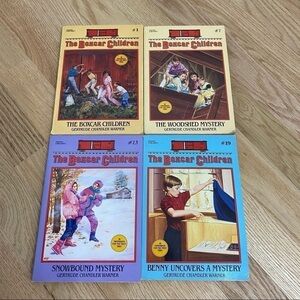 #1
The Boxcar Children
THE BOXCAR CHILDREN
GERTRUDE CHANDLER WARNER
#7
The Boxcar Children
THE WOODSHED MYSTERY
GERTRUDE CHANDLER WARNER
#13
The Boxcar Children
SNOWBOUND MYSTERY
GERTRUDE CHANDLER WARNER
#19
The Boxcar Children
BENNY UNCOVERS A MYSTERY
GERTRUDE CHANDLER WARNER